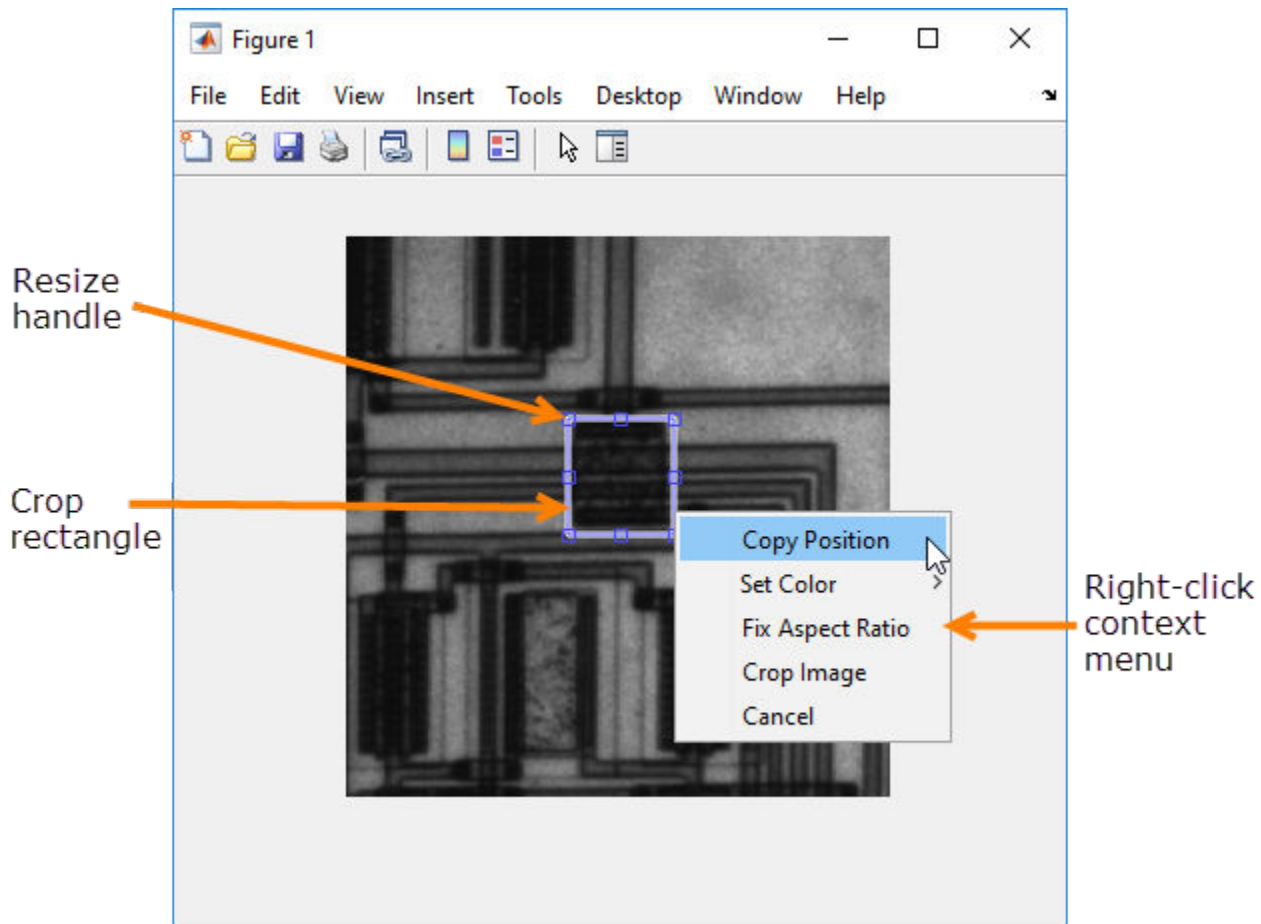 Figure 1
File Edit View Insert Tools Desktop Window Help
Resize
handle
Crop
rectangle
Copy Position
Set Color
Fix Aspect Ratio
Crop Image
Cancel
Right-click
context
menu